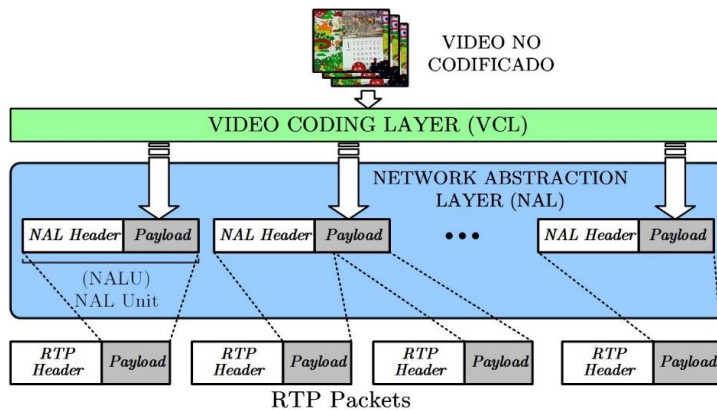 VIDEO NO
CODIFICADO
VIDEO CODING LAYER (VCL)
NETWORK ABSTRACTION
LAYER (NAL)
NAL Header Payload
NAL Header Payload
•••
NAL Header Payload
(NALU)
NAL Unit
RTP
Header
Payload
RTP
Header
Payload
RTP
Header
Payload
RTP
Header
Payload
RTP Packets